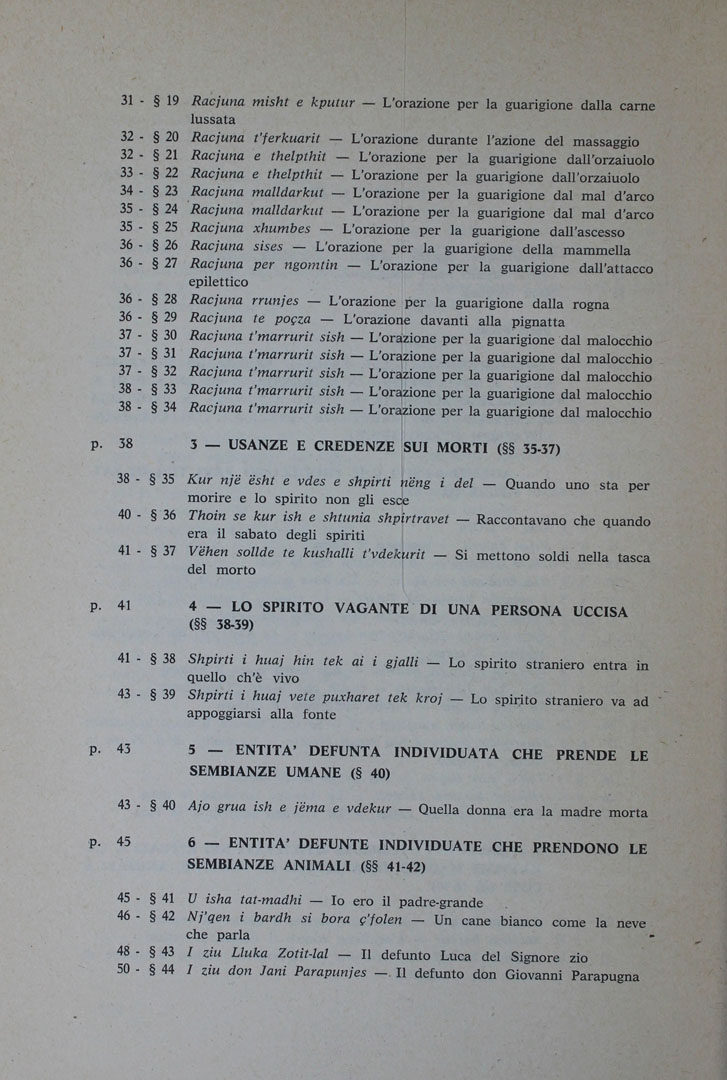 31 - § 19 Racjuna misht e kputur — L'orazione per la guarigione dalla carne
lussata
32 - § 20 Racjuna t'ferkuarit — L'orazione durante l'azione del massaggio
32 - § 21 Racjuna e thelpthit — L'orazione per la guarigione dall'orzaiuolo
33 - § 22 Racjuna e thelpthit — L'orazione per la guarigione dall'orzaiuolo
34 - § 23 Racjuna malldarkut — L'orazione per la guarigione dal mal d'arco
35 - § 24 Racjuna malldarkut — L'orazione per la guarigione dal mal d'arco
35 - § 25 Racjuna xhumbes — L'orazione per la guarigione dall'ascesso
36 - § 26 Racjuna sises — L'orazione per la guarigione della mammella
36 - § 27 Racjuna per ngomtin — L'orazione per la guarigione dall'attacco
epilettico
36 - § 28 Racjuna rrunjes — L'orazione per la guarigione dalla rogna
36 - § 29 Racjuna te poçza — L'orazione davanti alla pignatta
37 - § 30 Racjuna t'marrurit sish — L'orazione per la guarigione dal malocchio
37 - § 31 Racjuna t'marrurit sish — L'orazione per la guarigione dal malocchio
37 - § 32 Racjuna t'marrurit sish — L'orazione per la guarigione dal malocchio
38 - § 33 Racjuna t'marrurit sish — L'orazione per la guarigione dal malocchio
38 - § 34 Racjuna t'marrurit sish — L'orazione per la guarigione dal malocchio
p. 38 3 — USANZE E CREDENZE SUI MORTI (§§ 35-37)
38 - § 35 Kur një ësht e vdes e shpirti nëng i del — Quando uno sta per
morire e lo spirito non gli esce
40 - § 36 Thoin se kur ish e shtunia shpirtravet — Raccontavano che quando
era il sabato degli spiriti
41 - § 37 Vëhen sollde te kushalli t'vdekurit — Si mettono soldi nella tasca
del morto
p. 41 4 — LO SPIRITO VAGANTE DI UNA PERSONA UCCISA
(§§ 38-39)
41 - § 38 Shpirti i huaj hin tek ai i gjalli — Lo spirito straniero entra in
quello ch'è vivo
43 - § 39 Shpirti i huaj vete puxharet tek kroj — Lo spirito straniero va ad
appoggiarsi alla fonte
p. 43 5 — ENTITA' DEFUNTA INDIVIDUATA CHE PRENDE LE
SEMBIANZE UMANE (§ 40)
43 - § 40 Ajo grua ish e jëma e vdekur — Quella donna era la madre morta
p. 45 6 — ENTITA' DEFUNTE INDIVIDUATE CHE PRENDONO LE
SEMBIANZE ANIMALI (§§ 41-42)
45 - § 41 U isha tat-madhi — Io ero il padre-grande
46 - § 42 Nj'qen i bardh si bora ç'folen — Un cane bianco come la neve
che parla
48 - § 43 I ziu Lluka Zotit-lal — Il defunto Luca del Signore zio
50 - § 44 I ziu don Jani Parapunjes — Il defunto don Giovanni Parapugna